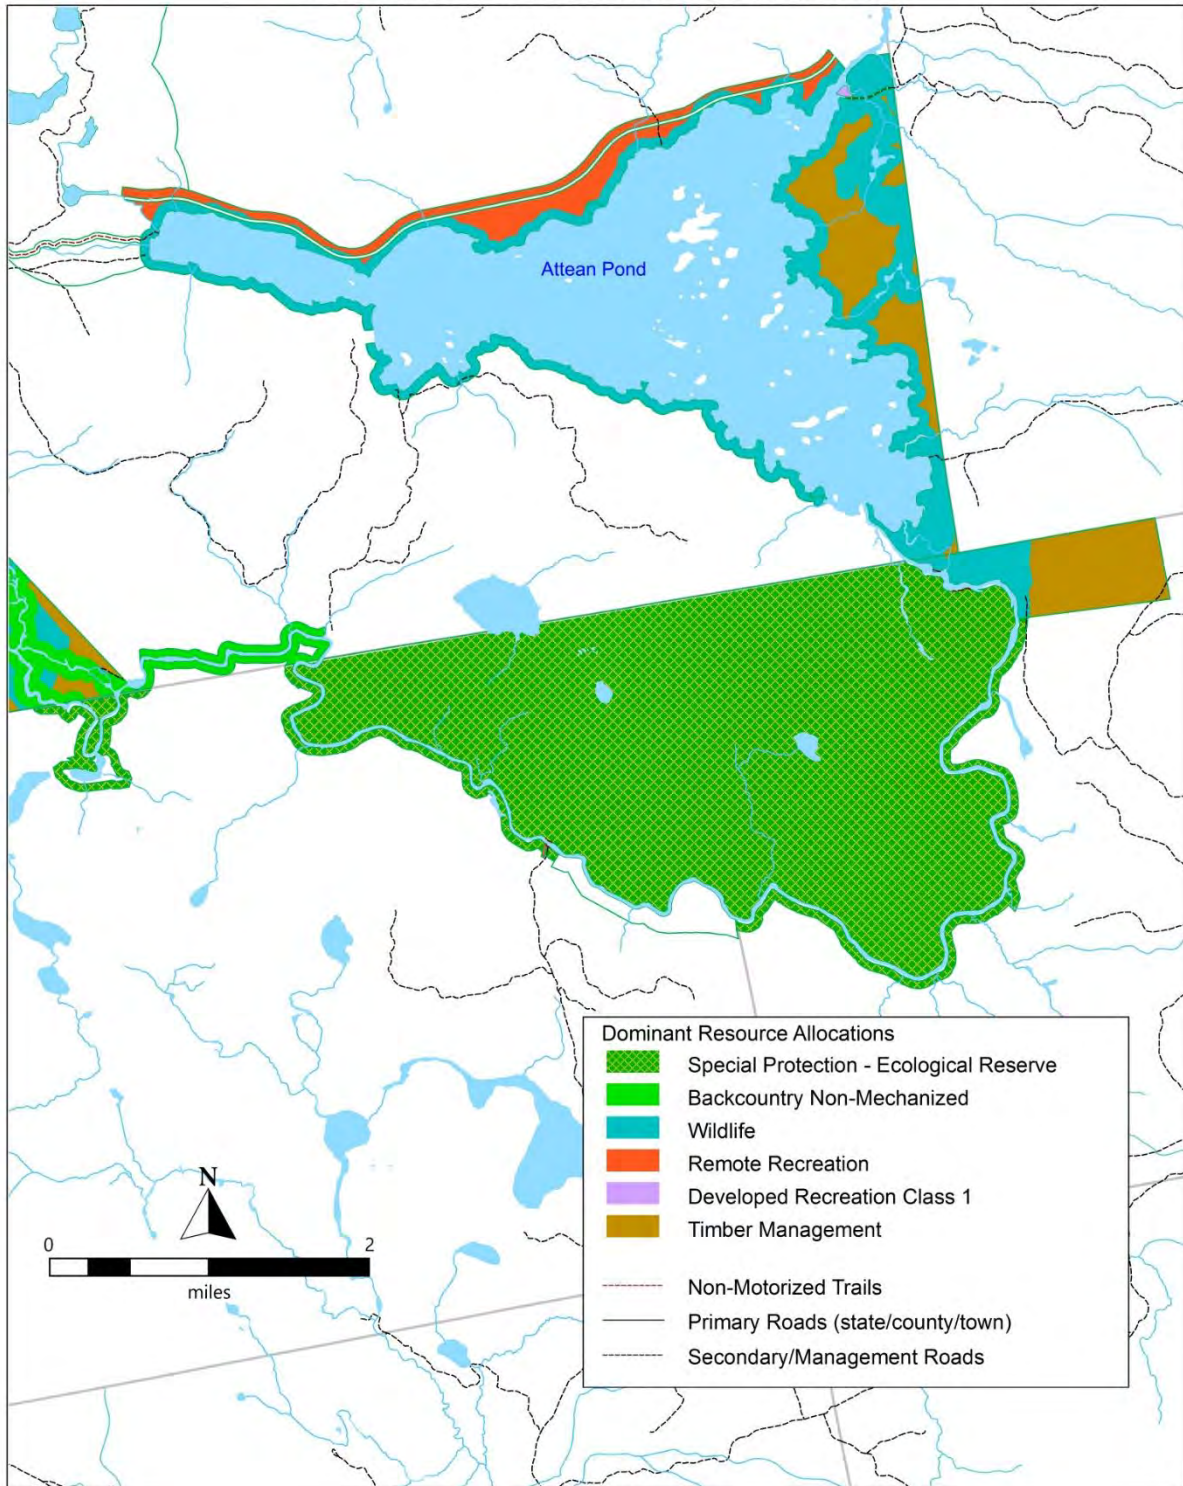 Attean Pond
Dominant Resource Allocations
Special Protection - Ecological Reserve
Backcountry Non-Mechanized
Wildlife
Remote Recreation
Developed Recreation Class 1
Timber Management
Non-Motorized Trails
Primary Roads (state/county/town)
Secondary/Management Roads
N
0 2
miles